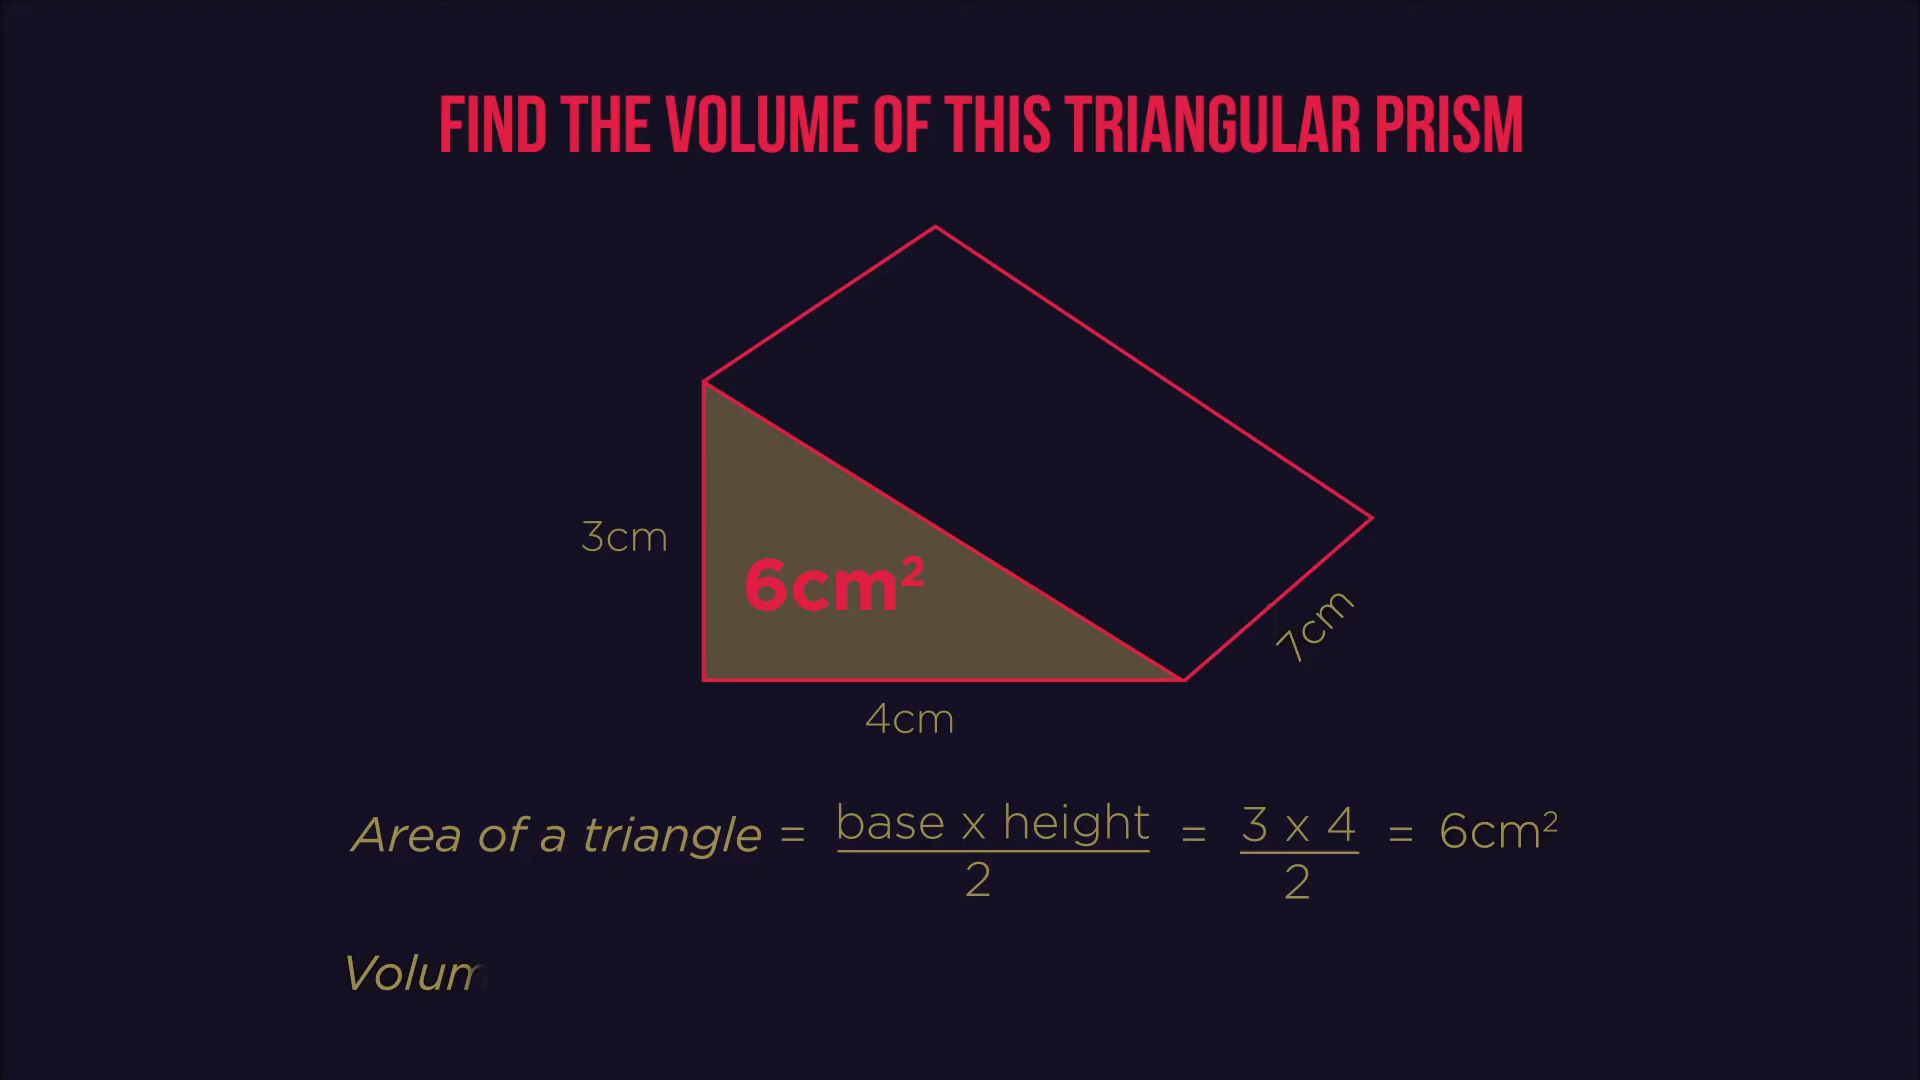 FIND THE VOLUME OF THIS TRIANGULAR PRISM
3cm
6cm²
7cm
4cm
Area of a triangle = base x height / 2 = 3 x 4 / 2 = 6cm²
Volum